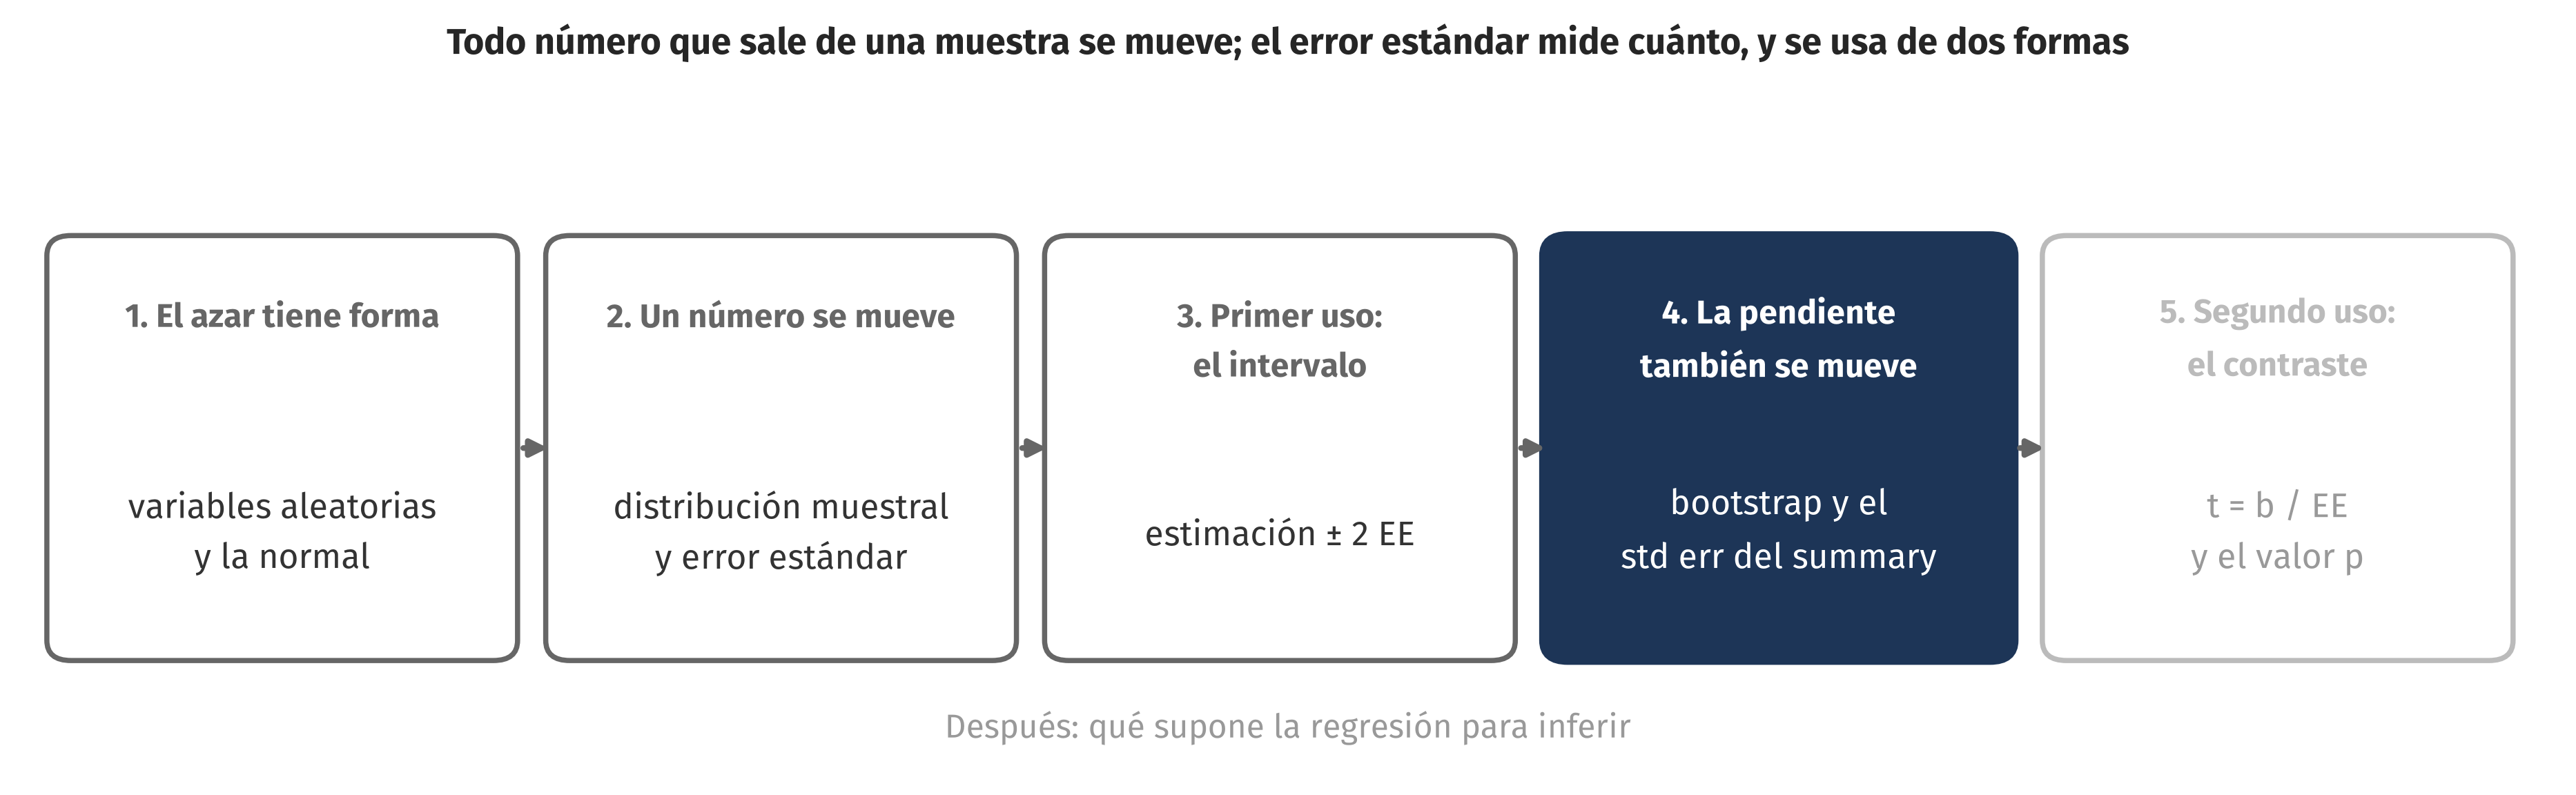 Todo número que sale de una muestra se mueve; el error estándar mide cuánto, y se usa de dos formas
1. El azar tiene forma
variables aleatorias
y la normal
2. Un número se mueve
distribución muestral
y error estándar
3. Primer uso:
el intervalo
estimación ± 2 EE
4. La pendiente
también se mueve
bootstrap y el
std err del summary
5. Segundo uso:
el contraste
t = b / EE
y el valor p
Después: qué supone la regresión para inferir